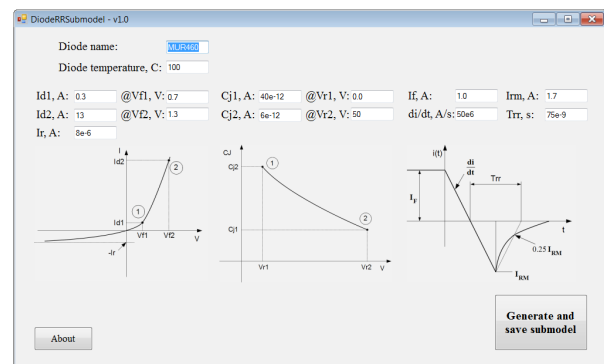 DiodeRRSubmodel - v1.0
Diode name: MUR460
Diode temperature, C: 100
Id1, A: 0.3 @Vf1, V: 0.7 Cj1, A: 40e-12 @Vr1, V: 0.0 If, A: 1.0 Irm, A: 1.7
Id2, A: 13 @Vf2, V: 1.3 Cj2, A: 6e-12 @Vr2, V: 50 di/dt, A/s: 50e6 Trr, s: 75e-9
Ir, A: 8e-6
I
Id2
2
1
Id1
Vf1 Vf2 V
-Ir
CJ
Cj2
1
2
Cj1
Vr1 Vr2 V
i(t)
di
dt
Trr
IF
t
0.25 IRM
IRM
Generate and
save submodel
About